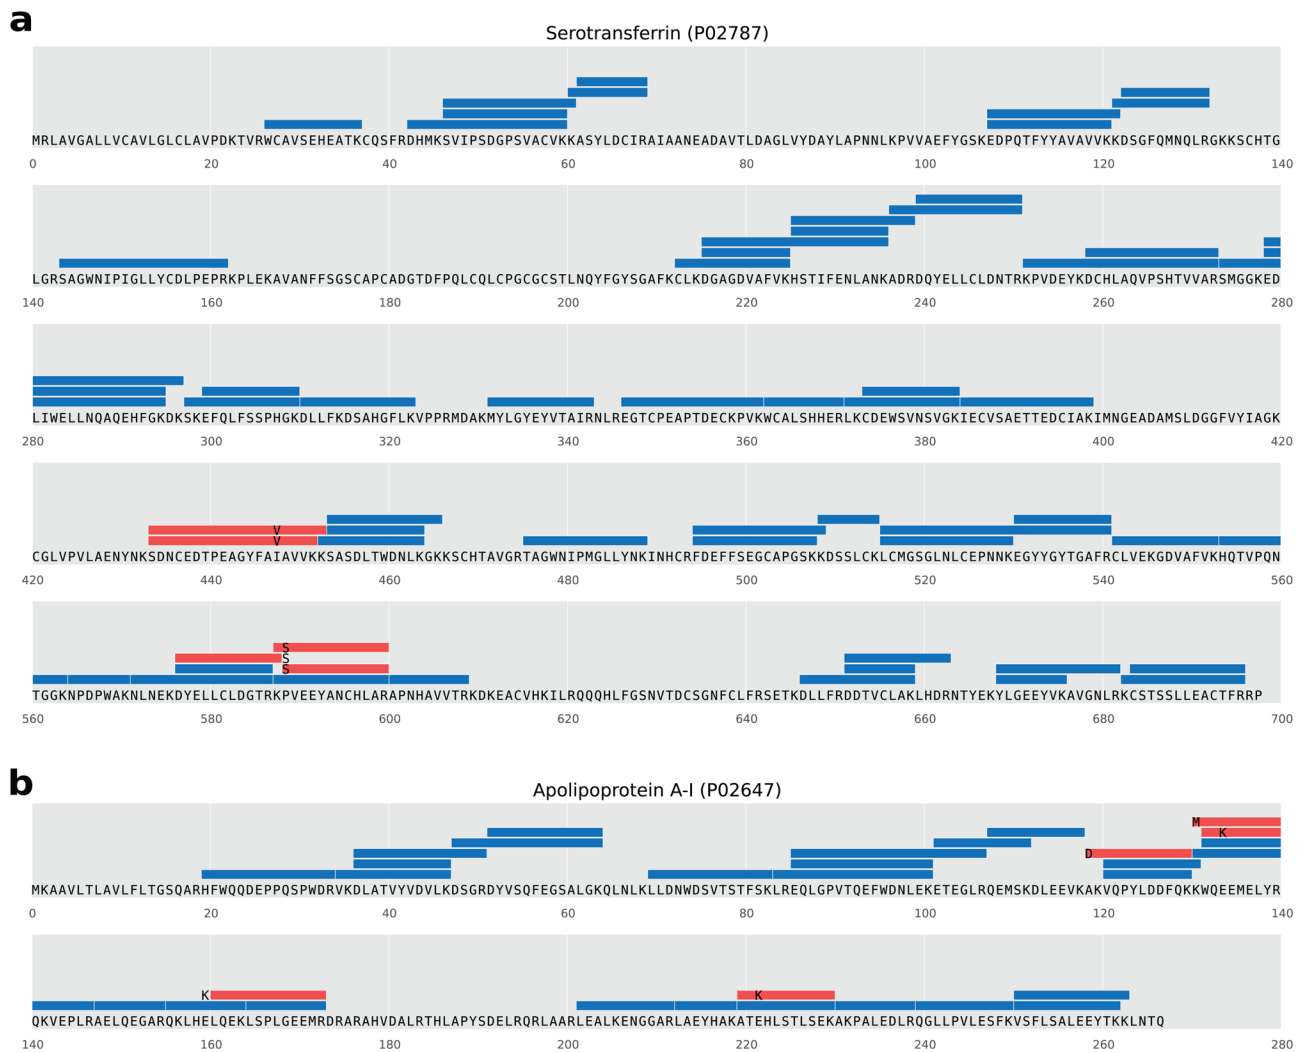 a
Serotransferrin (P02787)
MRLAVGALLVCAVLGLCLAVPDKTVRWCAVSEHEATKCQSFRDHMKSVIPSDGPSVACVKKASYLDCIRAIAANEADAVTLDAGLVYDAYLAPNNLKPVVAEFYGSKEDPQTFYYAVAVVKKDSGFQMNQLRGKKSCHTG
0 20 40 60 80 100 120 140
LGRSAGWNIPIGLLYCDLPEPRKPLEKAVANFFSGSCAPCADGTDFPQLCQLCPGCGCSTLNQYFGYSGAFKCLKDGAGDVAFVKHSTIFENLANKADRDQYELLCLDNTRKPVDEYKDCHLAQVPSHTVVARSMGGKED
140 160 180 200 220 240 260 280
LIWELLNQAQEHFGKDKSKEFQLFSSPHGKDLLFKDSAHGFLKVPPRMDAKMYLGYEYVTAIRNLREGTCPEAPTDECKPVKWCALSHHERLKCDEWSVNSVGKIECVSAETTEDCIAKIMNGEADAMSLDGGFVYIAGK
280 300 320 340 360 380 400 420
V
V
CGLVPVLAENYNKSDNCEDTPEAGYFAIAVVKKSASDLTWDNLKGKKSCHTAVGRTAGWNIPMGLLYNKINHCRFDEFFSEGCAPGSKKDSSLCKLCMGSGLNLCEPNNKEGYYGYTGAFRCLVEKGDVAFVKHQTVPQN
420 440 460 480 500 520 540 560
S
S
S
TGGKNPDPWAKNLNEKDYELLCLDGTRKPVEEYANCHLARAPNHAVVTRKDKEACVHKILRQQQHLFGSNVTDCSGNFCLFRSETKDLLFRDDTVCLAKLHDRNTYEKYLGEEYVKAVGNLRKCSTSSLLEACTFRRP
560 580 600 620 640 660 680 700
b
Apolipoprotein A-I (P02647)
M
K
D
MKAAVLTLAVLFLTGSQARHFWQQDEPPQSPWDRVKDLATVYVDVLKDSGRDYVSQFEGSALGKQLNLKLLDNWDSVTSTFSKLREQLGPVTQEFWDNLEKETEGLRQEMSKDLEEVKAKVQPYLDDFQKKWQEEMELYR
0 20 40 60 80 100 120 140
K K
QKVEPLRAELQEGARQKLHELQEKLSPLGEEMRDRARAHVDALRTHLAPYSDELRQRLAARLEALKENGGARLAEYHAKATEHLSTLSEKAKPALEDLRQGLLPVLESFKVSFLSALEEYTKKLNTQ
140 160 180 200 220 240 260 280